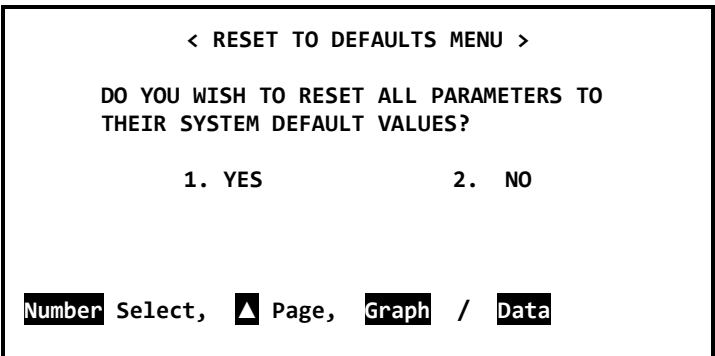 < RESET TO DEFAULTS MENU >
DO YOU WISH TO RESET ALL PARAMETERS TO
THEIR SYSTEM DEFAULT VALUES?
1. YES 2. NO
Number Select, ▲ Page, Graph / Data